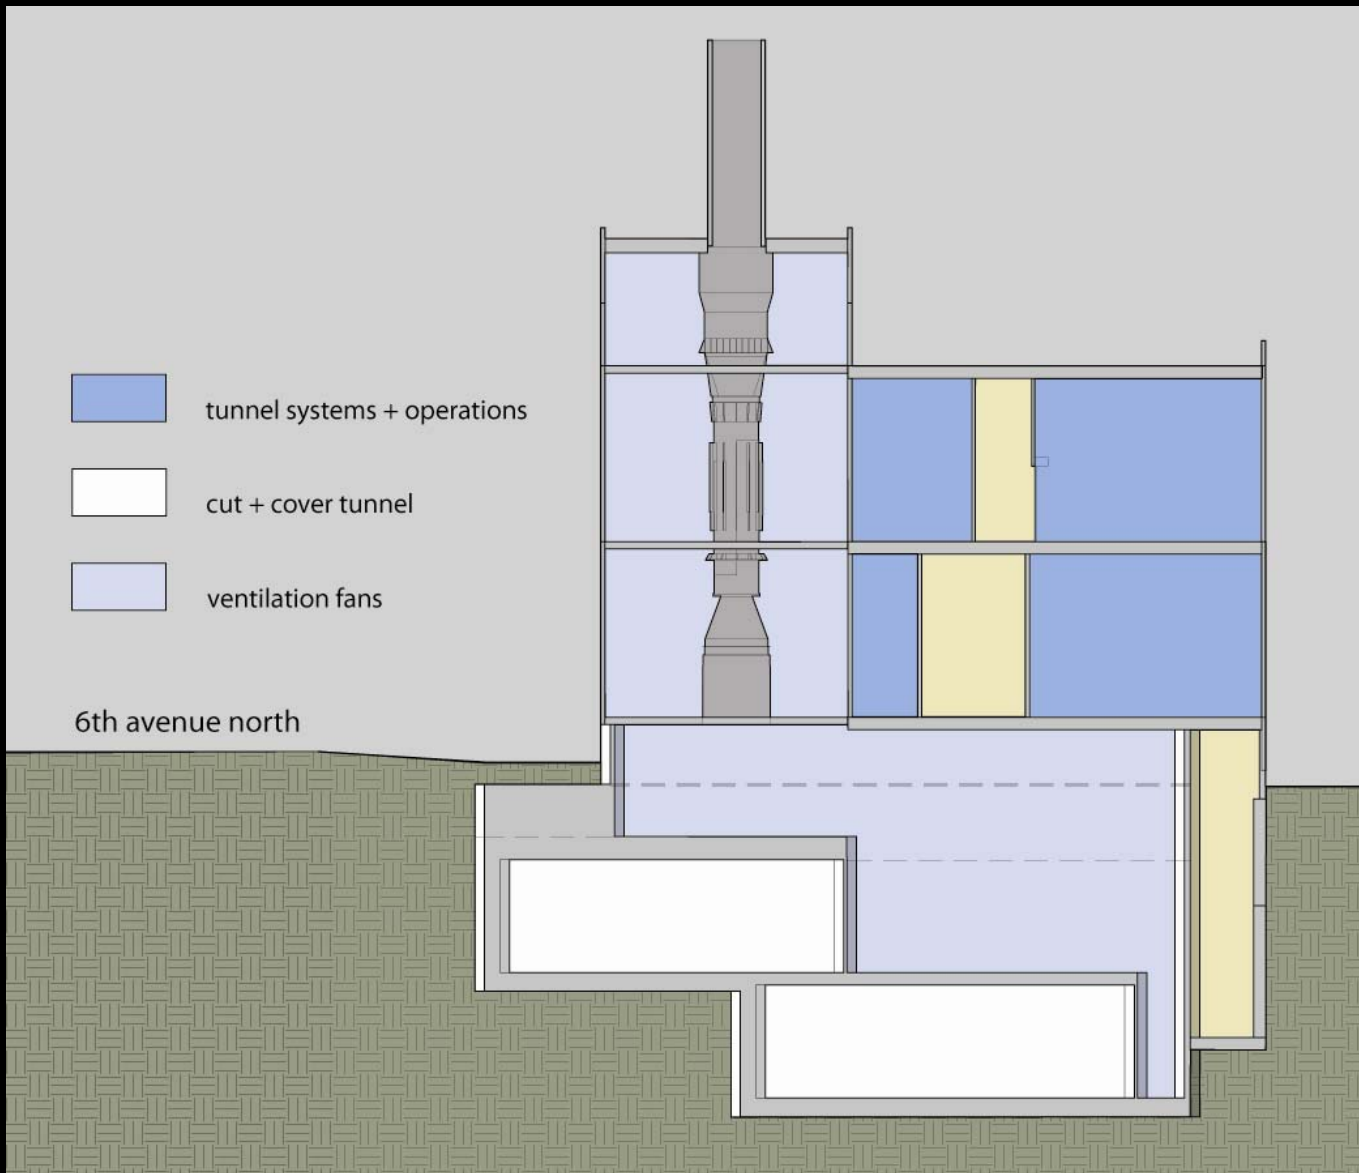 tunnel systems + operations
cut + cover tunnel
ventilation fans
6th avenue north